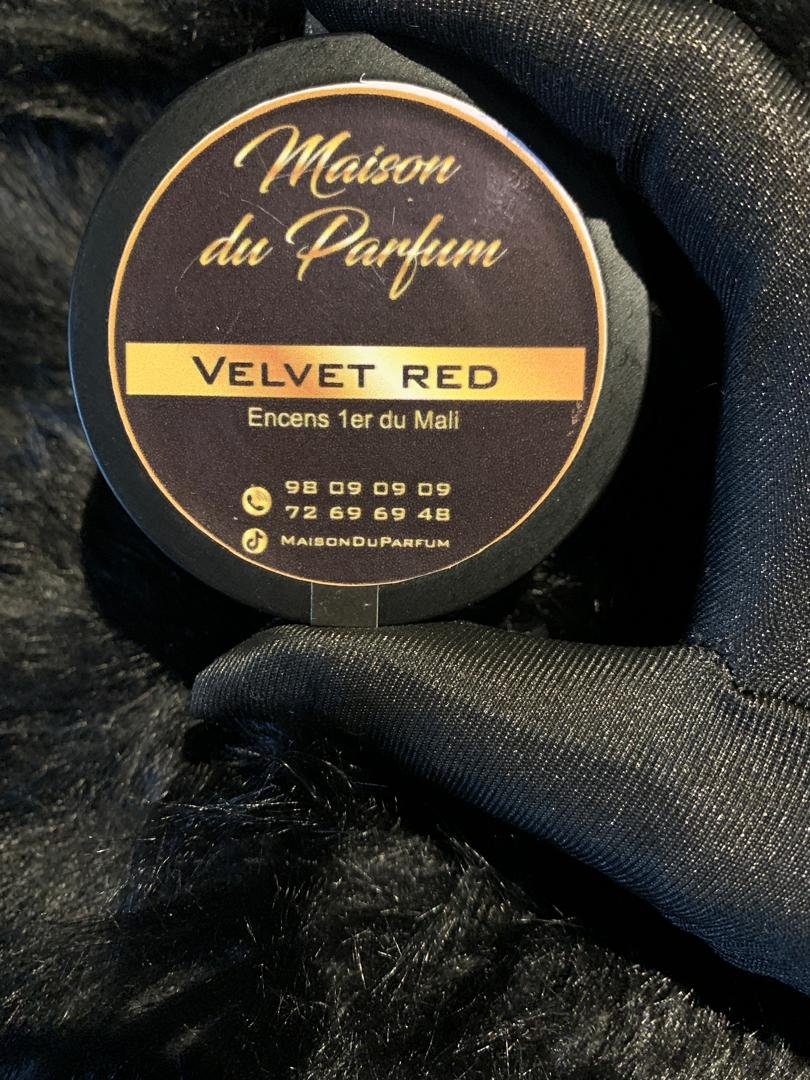 Maison
du Parfum
VELVET RED
Encens 1er du Mali
98 09 09 09
72 69 69 48
MAISONDUPARFUM